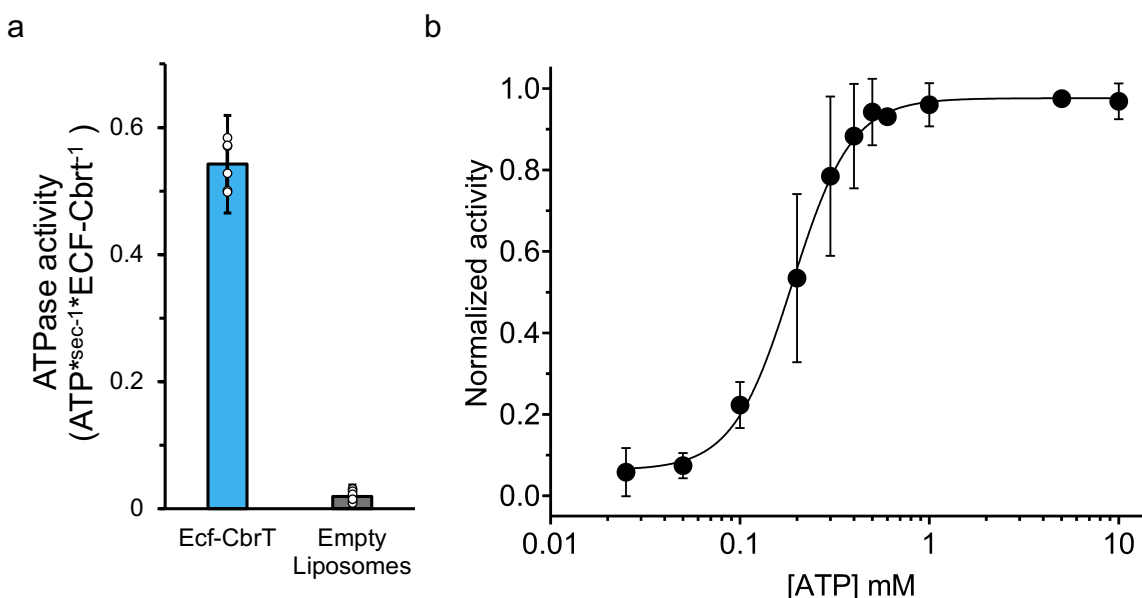 a
b
ATPase activity
(ATP*sec-1*ECF-Cbrt-1 )
0.6
0.4
0.2
0
Ecf-CbrT
Empty
Liposomes
Normalized activity
1.0
0.8
0.6
0.4
0.2
0.0
0.01
0.1
1
10
[ATP] mM